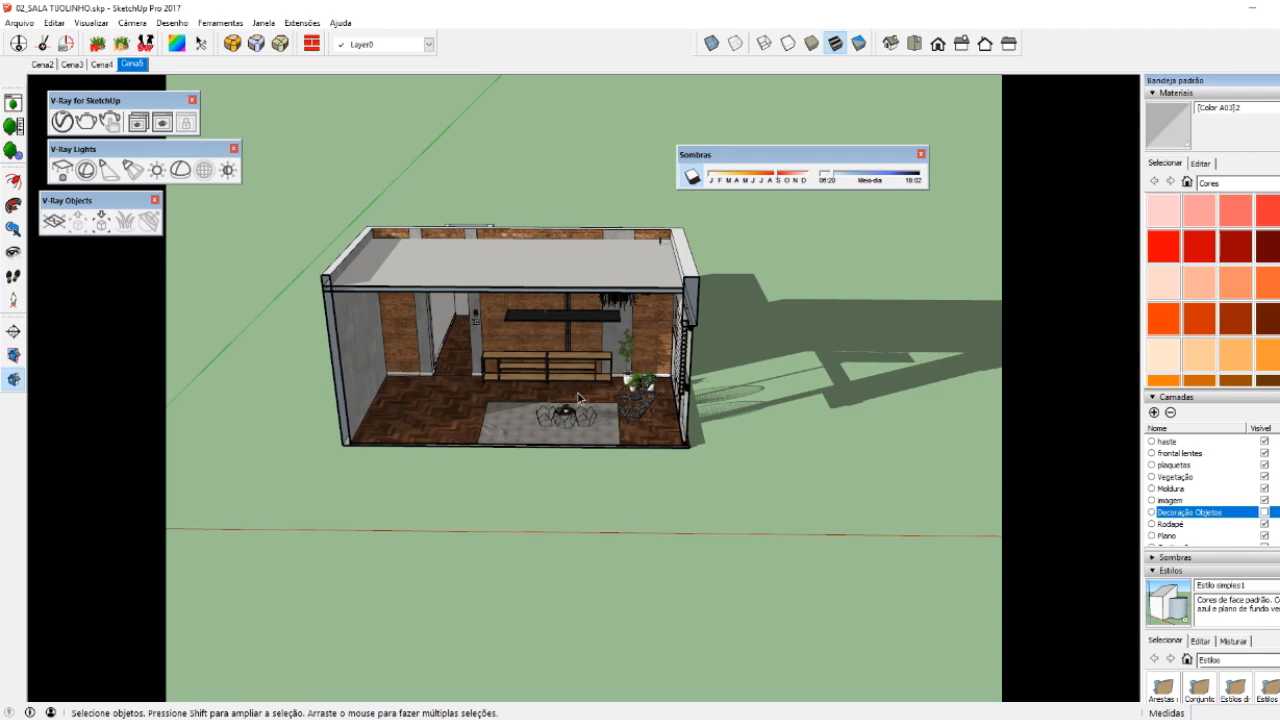 02_SALA TIJOLINHO.skp - SketchUp Pro 2017
Arquivo Editar Visualizar Câmera Desenho Ferramentas Janela Extensões Ajuda
Layer0
Cena2 Cena3 Cena4 Cena5
V-Ray for SketchUp
V-Ray Lights
V-Ray Objects
Sombras
J F M A M J J A S O N D 06:20 Meio-dia 18:02
Bandeja padrão
Materiais
[Color A03]2
Selecionar Editar
Cores
Camadas
Nome Visível
haste
frontal lentes
plaquetas
Vegetação
Moldura
Imagem
Decoração Objetos
Rodapé
Plano
Sombras
Estilos
Estilo simples1
Cores de face padrão. C
azul e plano de fundo ve
Selecionar Editar Misturar
Estilos
Arestas Conjunto Estilos di Estilos
Selecione objetos. Pressione Shift para ampliar a seleção. Arraste o mouse para fazer múltiplas seleções.
Medidas